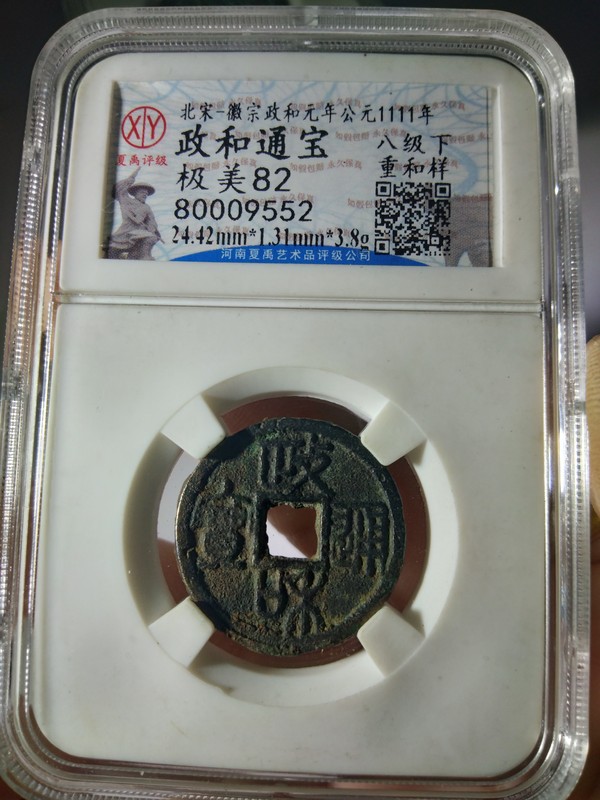 北宋-徽宗政和元年公元1111年
XY
政和通宝
八级下
夏禹评级
极美82
重和样
80009552
24.42mm*1.31mm*3.8g
河南夏禹艺术品评级公司
政
寶
通
和